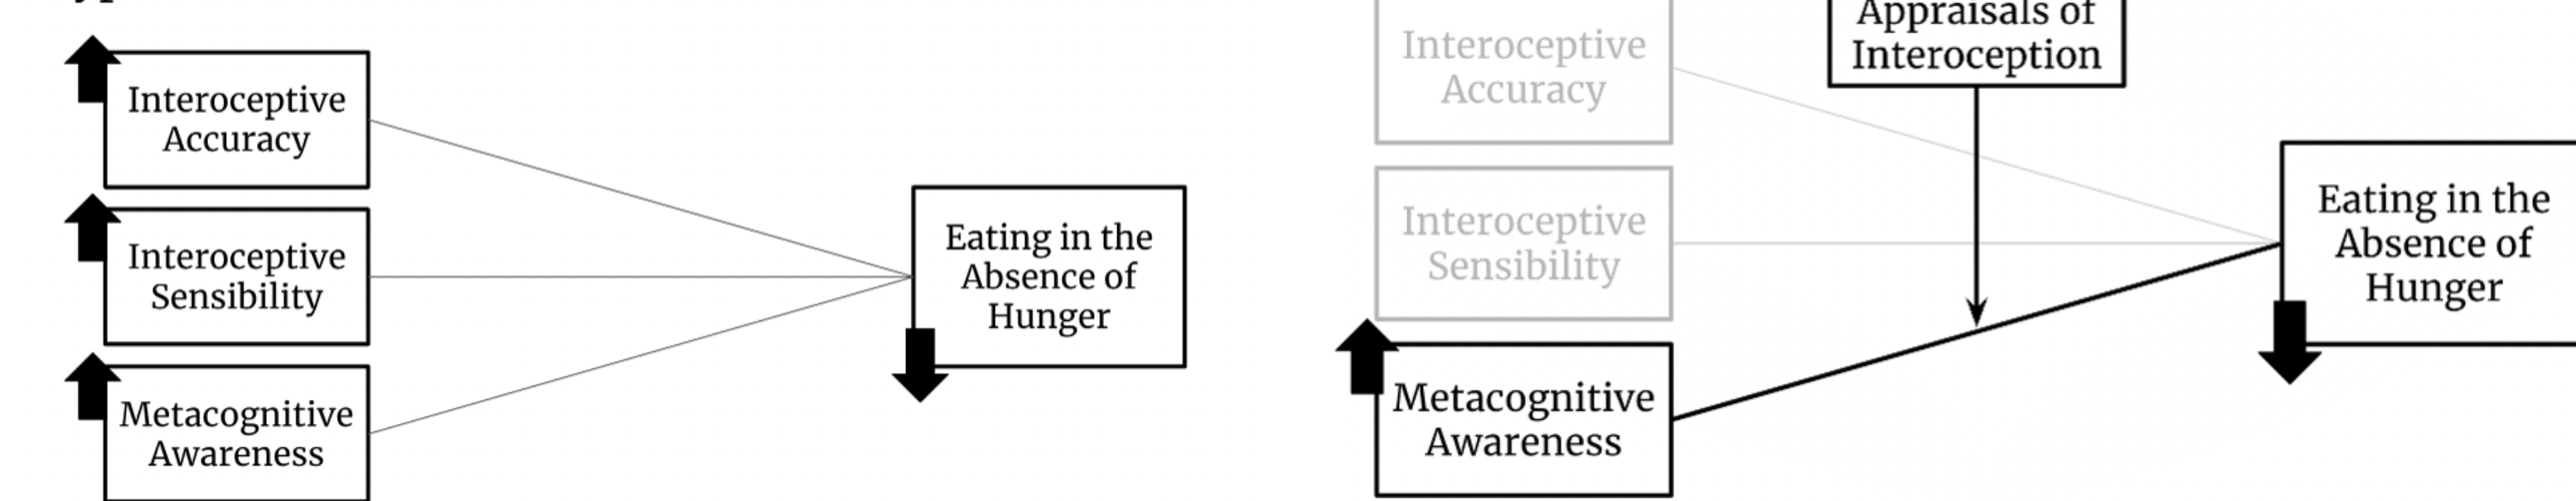 Interoceptive
Accuracy
Interoceptive
Sensibility
Metacognitive
Awareness
Eating in the
Absence of
Hunger
Interoceptive
Accuracy
Interoceptive
Sensibility
Metacognitive
Awareness
Appraisals of
Interoception
Eating in the
Absence of
Hunger